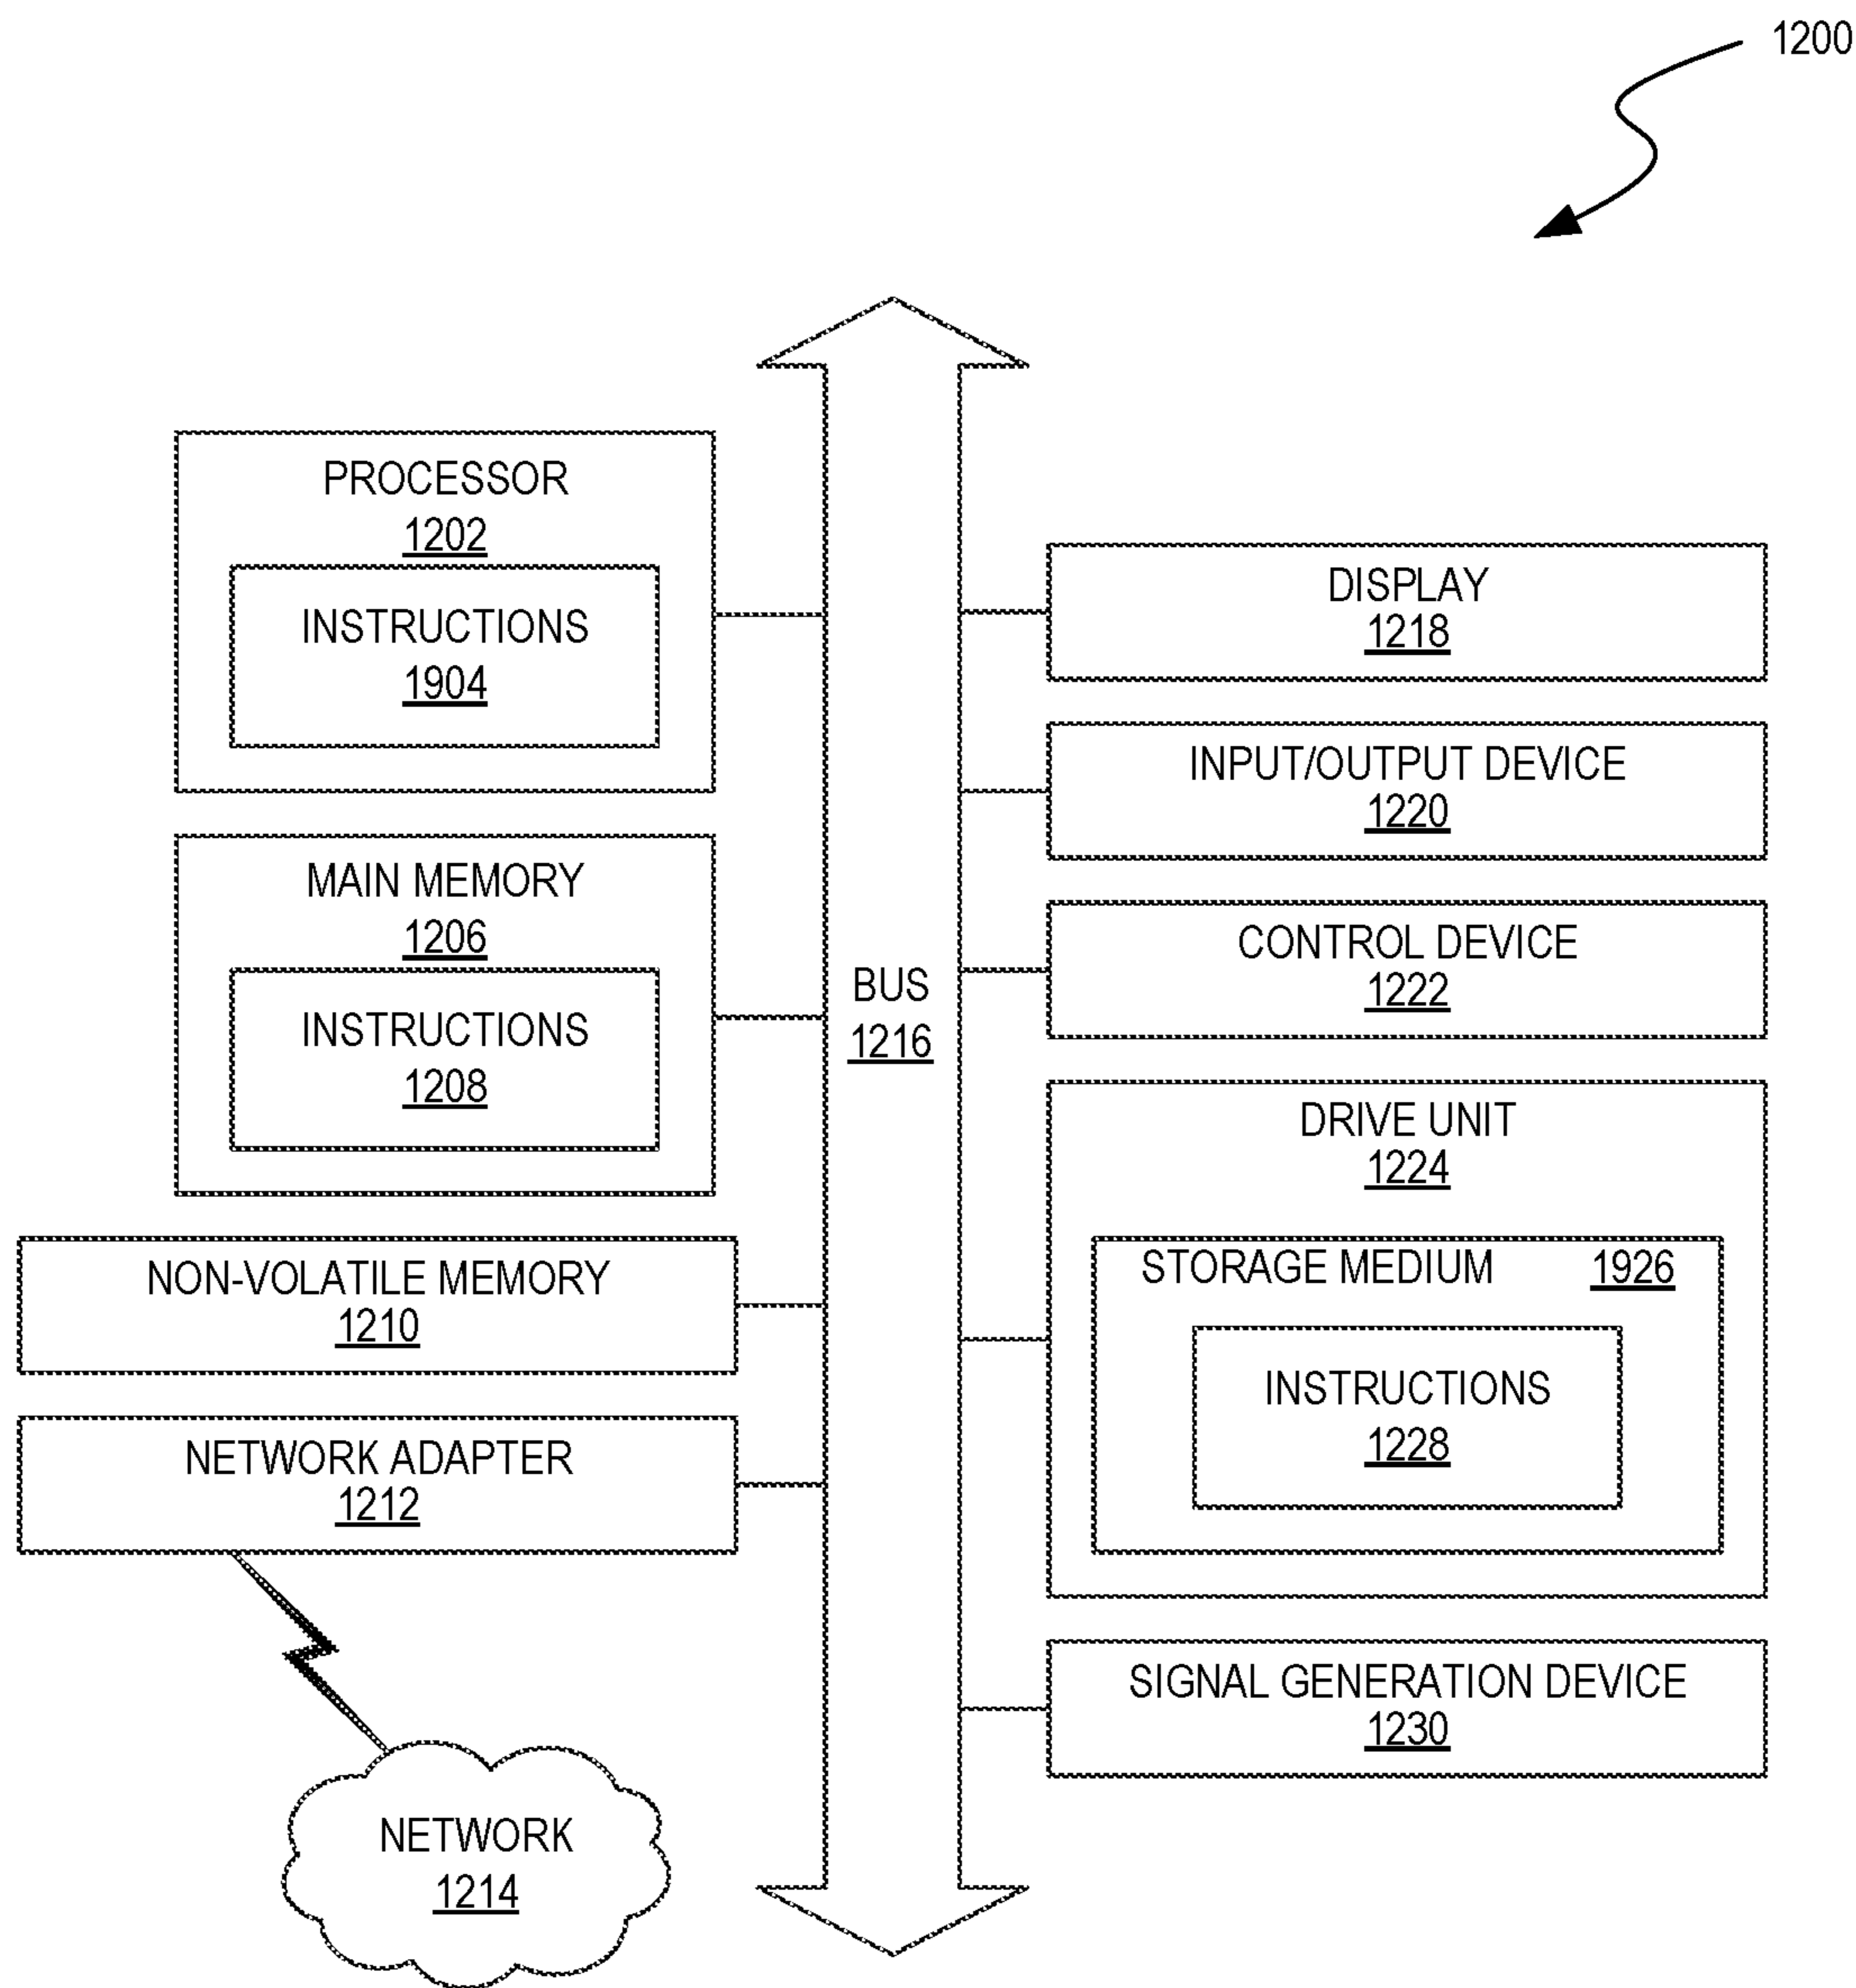 1200
PROCESSOR
1202
INSTRUCTIONS
1904
MAIN MEMORY
1206
INSTRUCTIONS
1208
NON-VOLATILE MEMORY
1210
NETWORK ADAPTER
1212
NETWORK
1214
BUS
1216
DISPLAY
1218
INPUT/OUTPUT DEVICE
1220
CONTROL DEVICE
1222
DRIVE UNIT
1224
STORAGE MEDIUM 1926
INSTRUCTIONS
1228
SIGNAL GENERATION DEVICE
1230